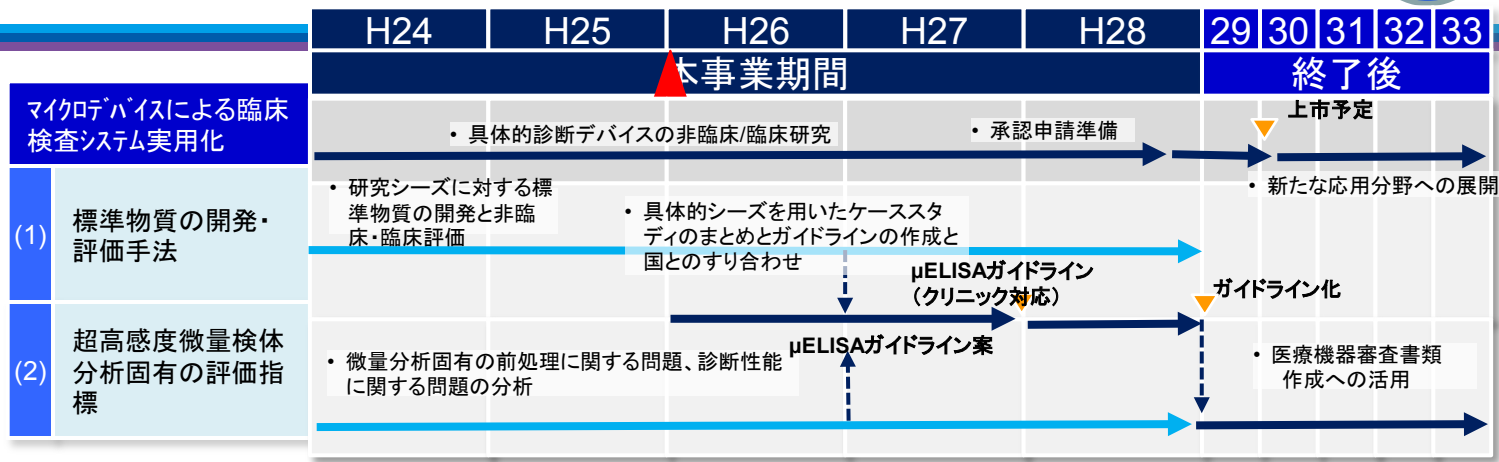 H24 H25 H26 H27 H28 29 30 31 32 33
本事業期間 終了後
マイクロデバイスによる臨床
検査システム実用化
・ 具体的診断デバイスの非臨床/臨床研究
・ 承認申請準備
上市予定
・ 新たな応用分野への展開
(1)
標準物質の開発・
評価手法
・ 研究シーズに対する標
準物質の開発と非臨
床・臨床評価
・ 具体的シーズを用いたケーススタ
ディのまとめとガイドラインの作成と
国とのすり合わせ
μELISAガイドライン
(クリニック対応)
ガイドライン化
(2)
超高感度微量検体
分析固有の評価指
標
μELISAガイドライン案
・ 微量分析固有の前処理に関する問題、診断性能
に関する問題の分析
・ 医療機器審査書類
作成への活用